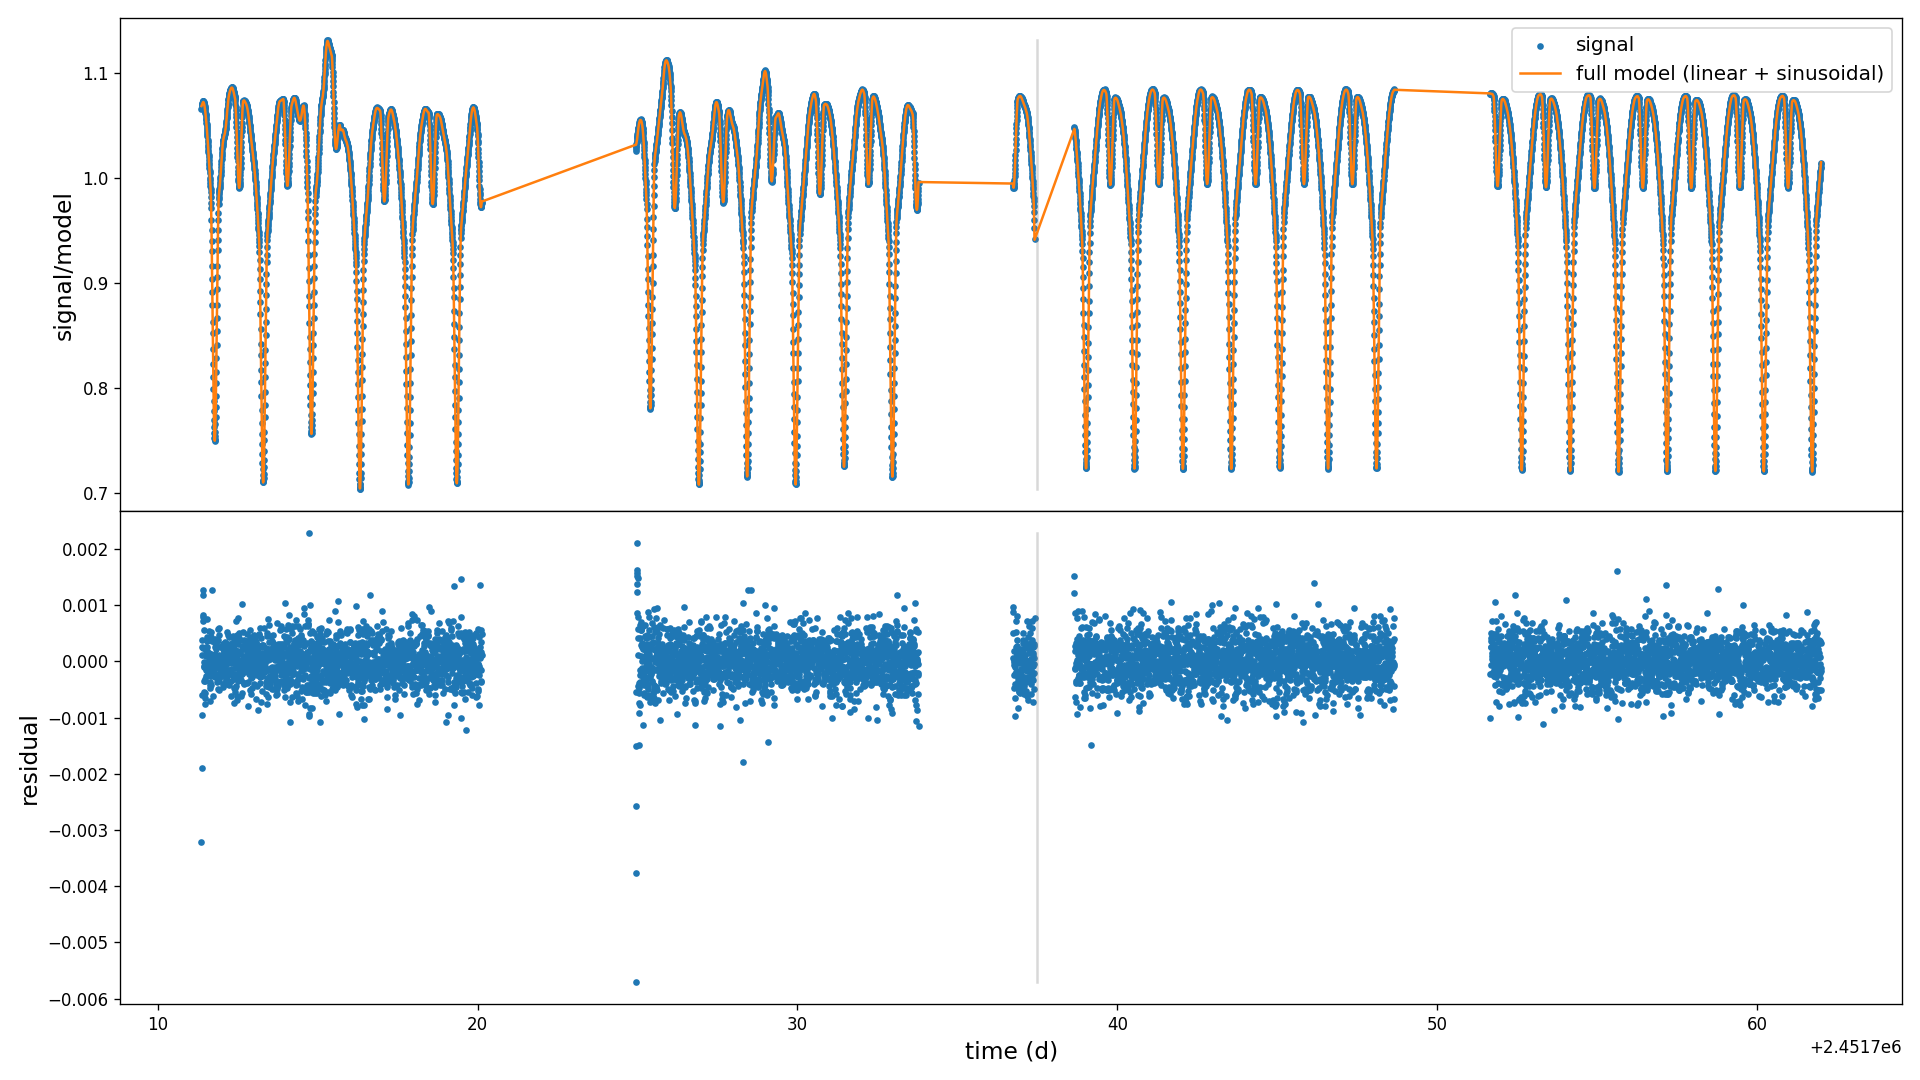 signal
full model (linear + sinusoidal)
signal/model
1.1
1.0
0.9
0.8
0.7
residual
0.002
0.001
0.000
−0.001
−0.002
−0.003
−0.004
−0.005
−0.006
10 20 30 40 50 60
time (d)
+2.4517e6